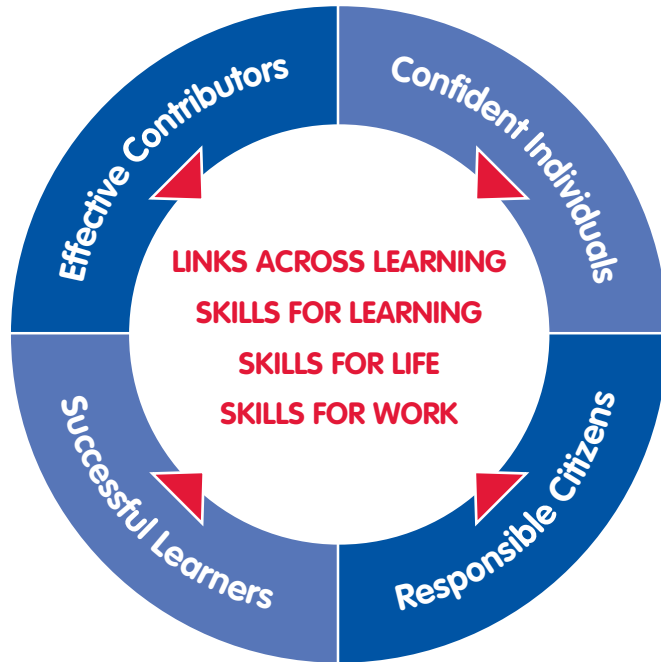 Effective Contributors
Confident Individuals
LINKS ACROSS LEARNING
SKILLS FOR LEARNING
SKILLS FOR LIFE
SKILLS FOR WORK
Successful Learners
Responsible Citizens